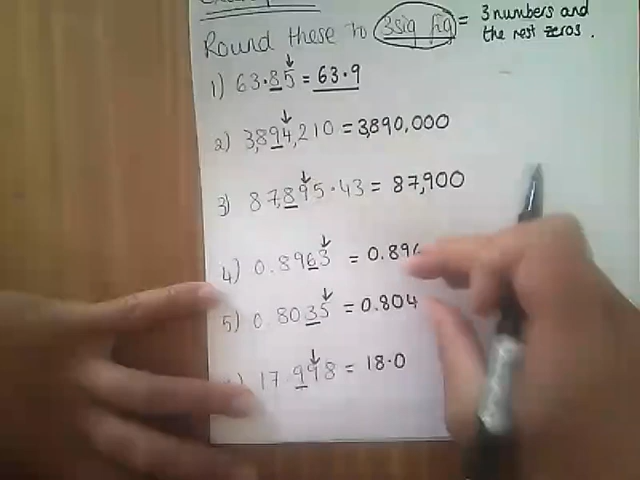 Round these to 3sig fig = 3 numbers and
the rest zeros.
1) 63.85 = 63.9
2) 3,894,210 = 3,890,000
3) 87,895.43 = 87,900
4) 0.8963 = 0.896
5) 0.8035 = 0.804
) 17.998 = 18.0